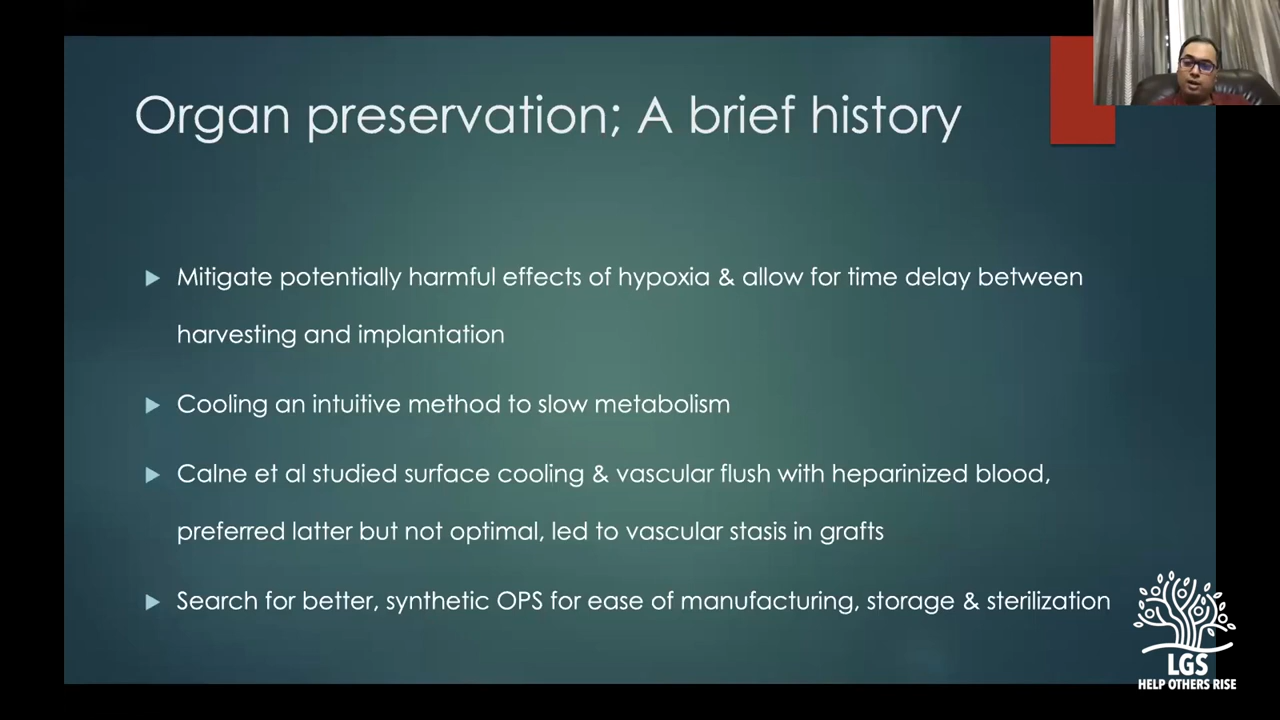 Organ preservation; A brief history
Mitigate potentially harmful effects of hypoxia & allow for time delay between
harvesting and implantation
Cooling an intuitive method to slow metabolism
Calne et al studied surface cooling & vascular flush with heparinized blood,
preferred latter but not optimal, led to vascular stasis in grafts
Search for better, synthetic OPS for ease of manufacturing, storage & sterilization
LGS
HELP OTHERS RISE